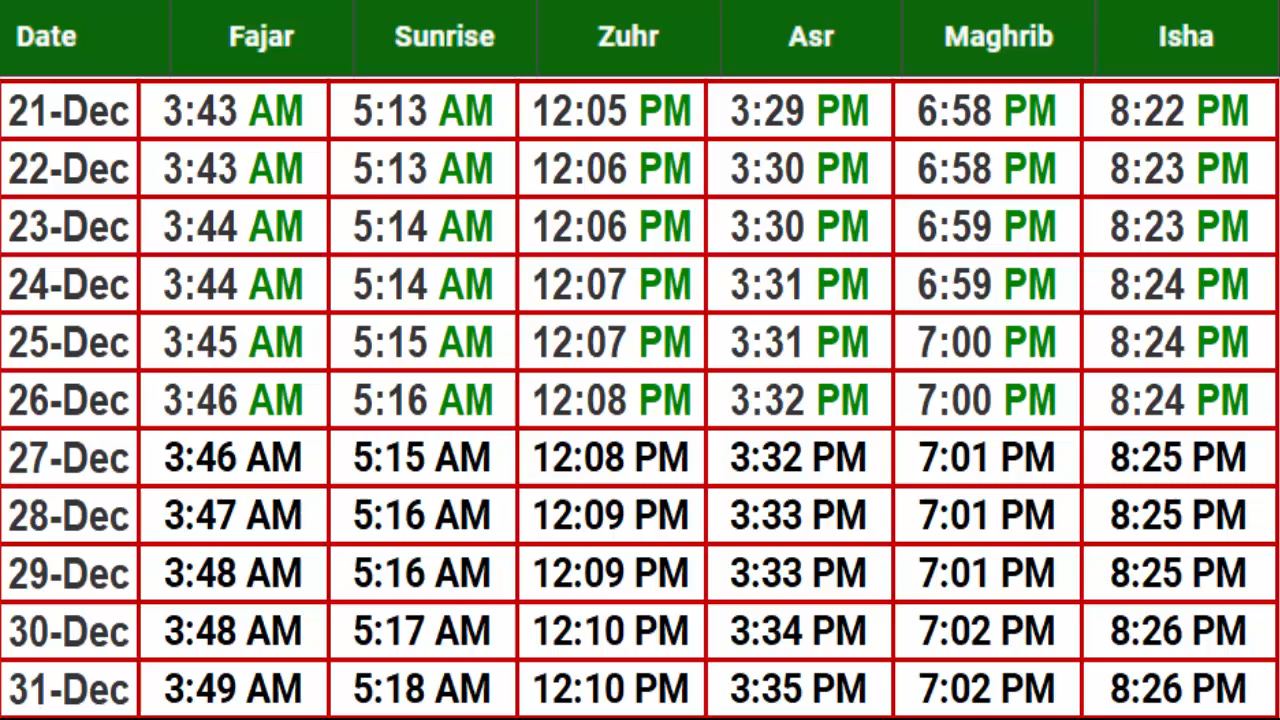 Date Fajar Sunrise Zuhr Asr Maghrib Isha
21-Dec 3:43 AM 5:13 AM 12:05 PM 3:29 PM 6:58 PM 8:22 PM
22-Dec 3:43 AM 5:13 AM 12:06 PM 3:30 PM 6:58 PM 8:23 PM
23-Dec 3:44 AM 5:14 AM 12:06 PM 3:30 PM 6:59 PM 8:23 PM
24-Dec 3:44 AM 5:14 AM 12:07 PM 3:31 PM 6:59 PM 8:24 PM
25-Dec 3:45 AM 5:15 AM 12:07 PM 3:31 PM 7:00 PM 8:24 PM
26-Dec 3:46 AM 5:16 AM 12:08 PM 3:32 PM 7:00 PM 8:24 PM
27-Dec 3:46 AM 5:15 AM 12:08 PM 3:32 PM 7:01 PM 8:25 PM
28-Dec 3:47 AM 5:16 AM 12:09 PM 3:33 PM 7:01 PM 8:25 PM
29-Dec 3:48 AM 5:16 AM 12:09 PM 3:33 PM 7:01 PM 8:25 PM
30-Dec 3:48 AM 5:17 AM 12:10 PM 3:34 PM 7:02 PM 8:26 PM
31-Dec 3:49 AM 5:18 AM 12:10 PM 3:35 PM 7:02 PM 8:26 PM